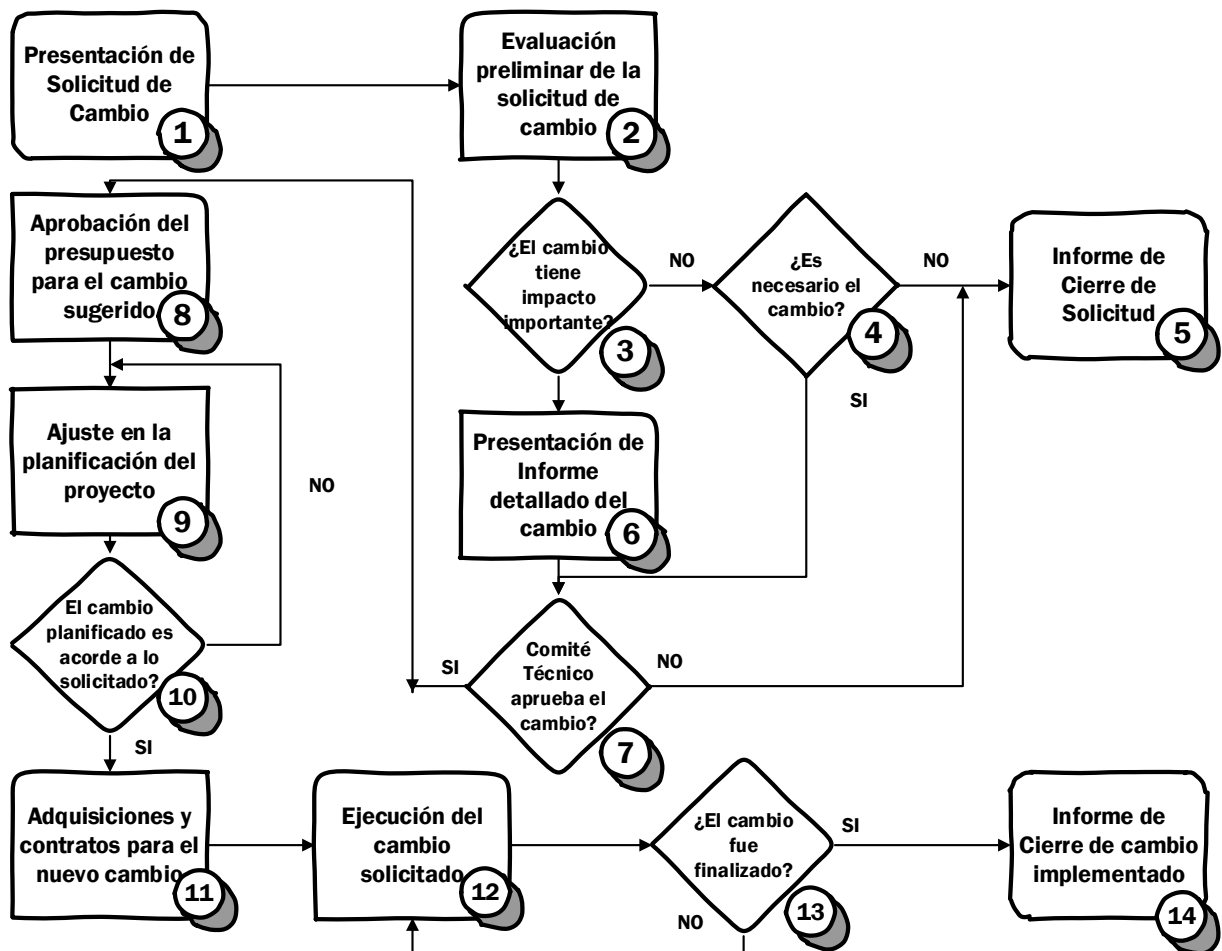 Presentación de
Solicitud de
Cambio
1
Evaluación
preliminar de la
solicitud de
cambio
2
Aprobación del
presupuesto
para el cambio
sugerido
8
¿El cambio
tiene
impacto
importante?
3
NO
¿Es
necesario el
cambio?
4
NO
SI
Informe de
Cierre de
Solicitud
5
Ajuste en la
planificación del
proyecto
9
NO
Presentación de
Informe
detallado del
cambio
6
El cambio
planificado es
acorde a lo
solicitado?
10
SI
SI
Comité
Técnico
aprueba el
cambio?
7
NO
Adquisiciones y
contratos para el
nuevo cambio
11
Ejecución del
cambio
solicitado
12
¿El cambio
fue
finalizado?
13
SI
NO
Informe de
Cierre de cambio
implementado
14